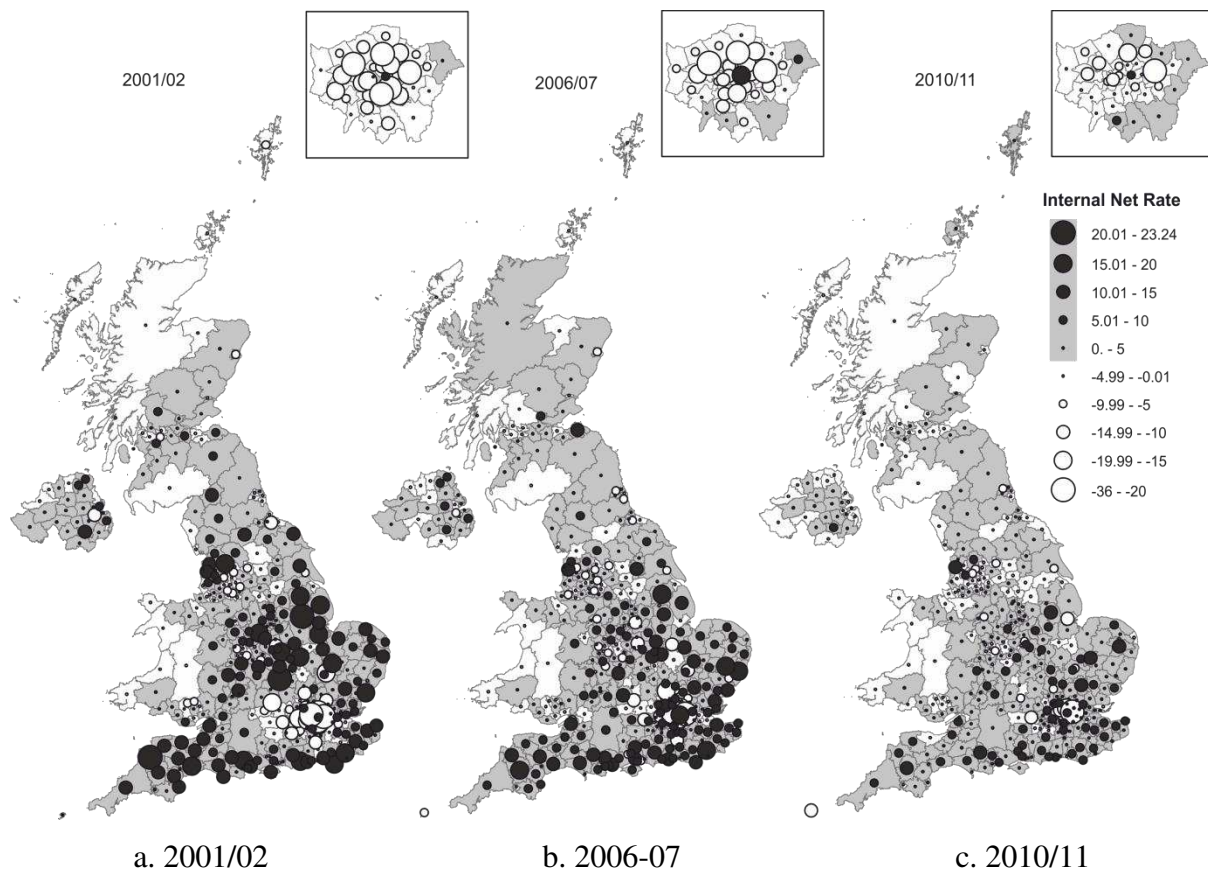 2001/02
2006/07
2010/11
Internal Net Rate
20.01 - 23.24
15.01 - 20
10.01 - 15
5.01 - 10
0. - 5
-4.99 - -0.01
-9.99 - -5
-14.99 - -10
-19.99 - -15
-36 - -20
a. 2001/02
b. 2006-07
c. 2010/11